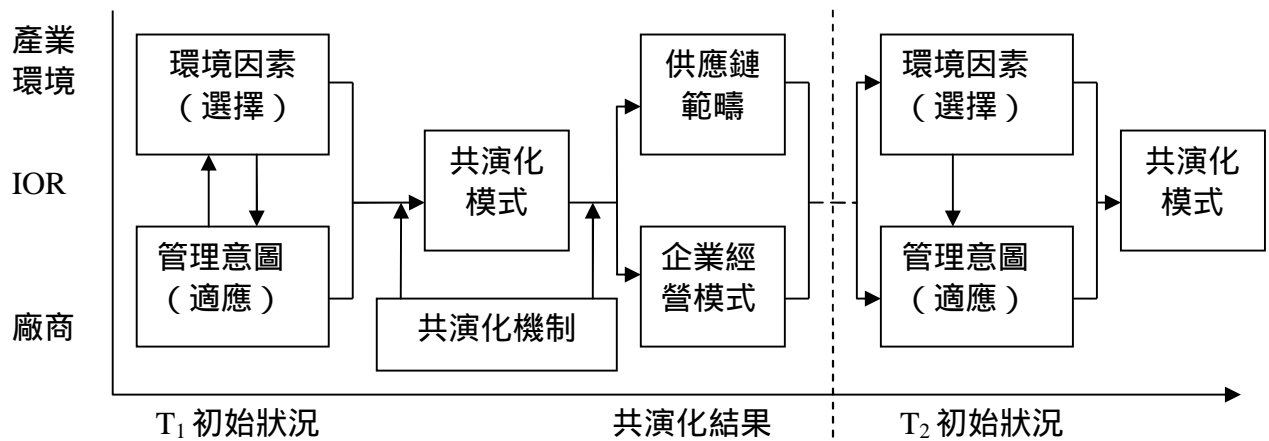 產業
環境
IOR
廠商
環境因素
（選擇）
管理意圖
（適應）
共演化
模式
共演化機制
供應鏈
範疇
企業經
營模式
環境因素
（選擇）
管理意圖
（適應）
共演化
模式
T₁ 初始狀況
共演化結果
T₂ 初始狀況